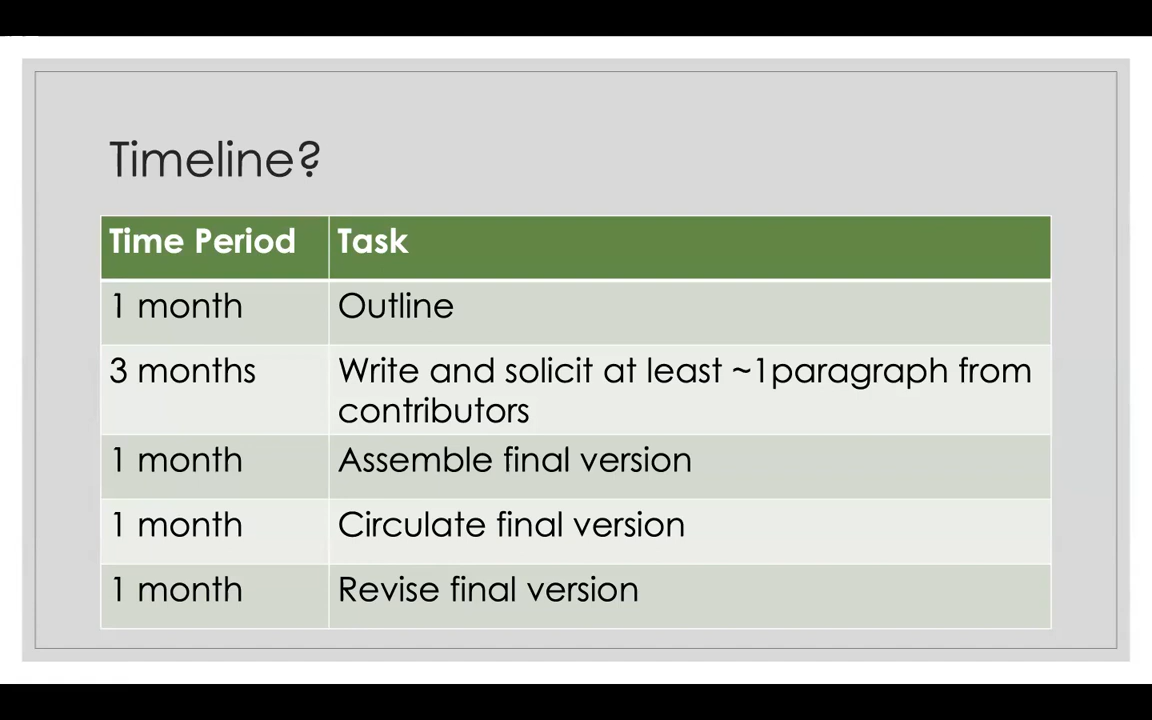 Timeline?
Time Period Task
1 month Outline
3 months Write and solicit at least ~1paragraph from
contributors
1 month Assemble final version
1 month Circulate final version
1 month Revise final version